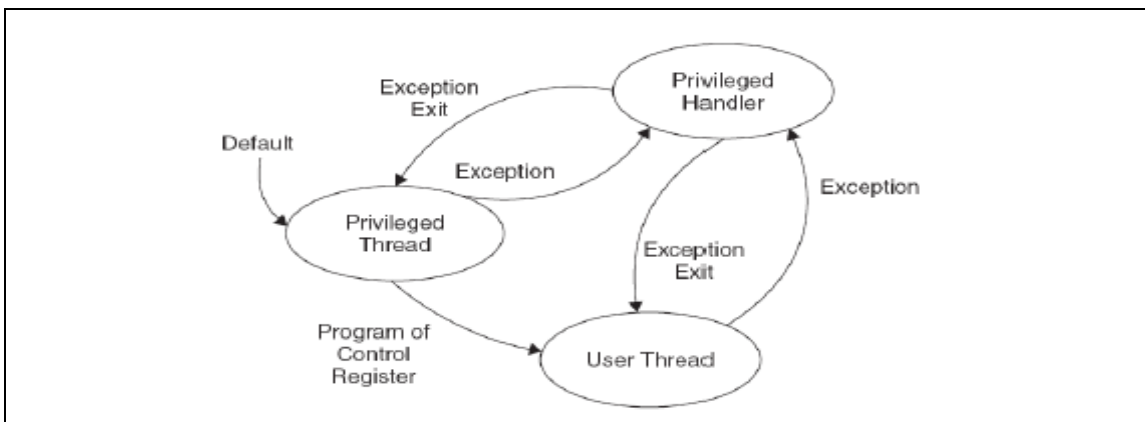 Privileged
Handler
Exception
Exit
Default
Exception
Exception
Privileged
Thread
Exception
Exit
Program of
Control
Register
User Thread